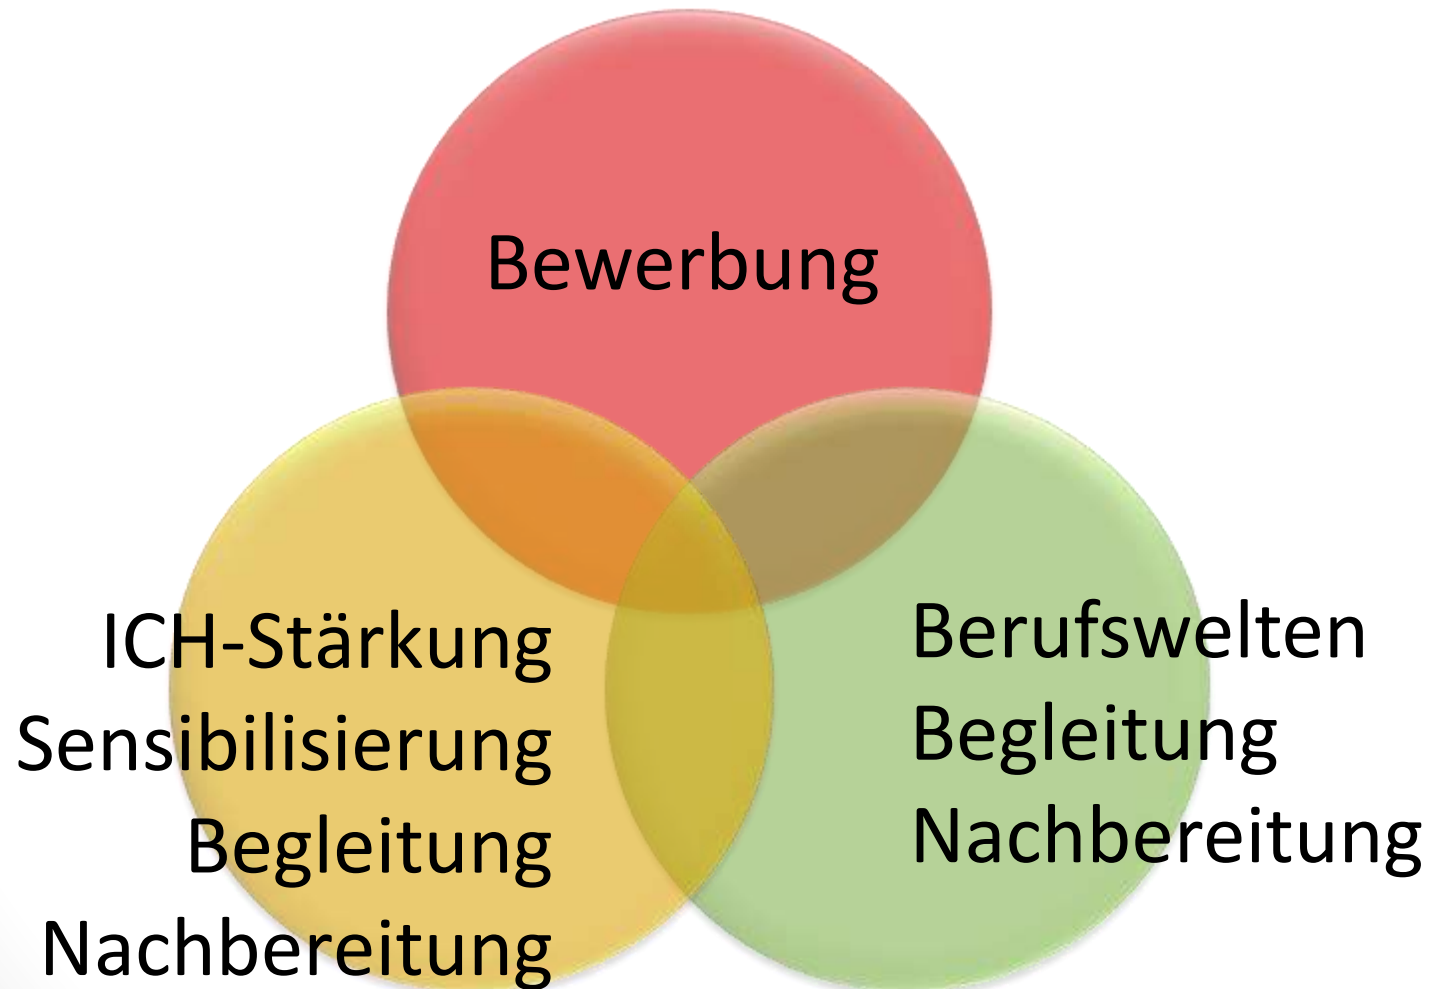 Bewerbung
ICH-Stärkung
Sensibilisierung
Begleitung
Nachbereitung
Berufswelten
Begleitung
Nachbereitung